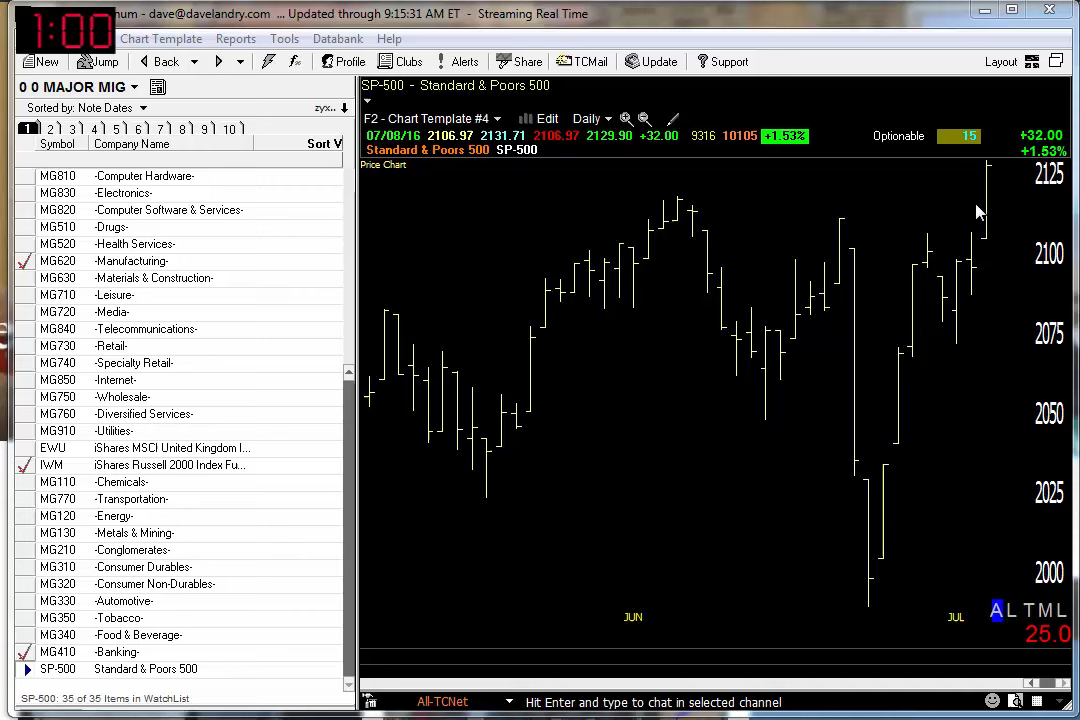 1:00
num - dave@davelandry.com ... Updated through 9:15:31 AM ET - Streaming Real Time
Chart Template Reports Tools Databank Help
New Jump Back Profile Clubs Alerts Share TCMail Update Support Layout
0 0 MAJOR MIG
Sorted by: Note Dates zyx..
1 2 3 4 5 6 7 8 9 10
Symbol Company Name Sort V
MG810 -Computer Hardware-
MG830 -Electronics-
MG820 -Computer Software & Services-
MG510 -Drugs-
MG520 -Health Services-
MG620 -Manufacturing-
MG630 -Materials & Construction-
MG710 -Leisure-
MG720 -Media-
MG840 -Telecommunications-
MG730 -Retail-
MG740 -Specialty Retail-
MG850 -Internet-
MG750 -Wholesale-
MG760 -Diversified Services-
MG910 -Utilities-
EWU iShares MSCI United Kingdom I...
IWM iShares Russell 2000 Index Fu...
MG110 -Chemicals-
MG770 -Transportation-
MG120 -Energy-
MG130 -Metals & Mining-
MG210 -Conglomerates-
MG310 -Consumer Durables-
MG320 -Consumer Non-Durables-
MG330 -Automotive-
MG350 -Tobacco-
MG340 -Food & Beverage-
MG410 -Banking-
SP-500 Standard & Poors 500
SP-500: 35 of 35 Items in WatchList
SP-500 - Standard & Poors 500
F2 - Chart Template #4 Edit Daily
07/08/16 2106.97 2131.71 2106.97 2129.90 +32.00 9316 10105 +1.53% Optionable 15 +32.00
Standard & Poors 500 SP-500 +1.53%
Price Chart
2125
2100
2075
2050
2025
2000
JUN JUL A L T M L
25.0
All-TCNet Hit Enter and type to chat in selected channel